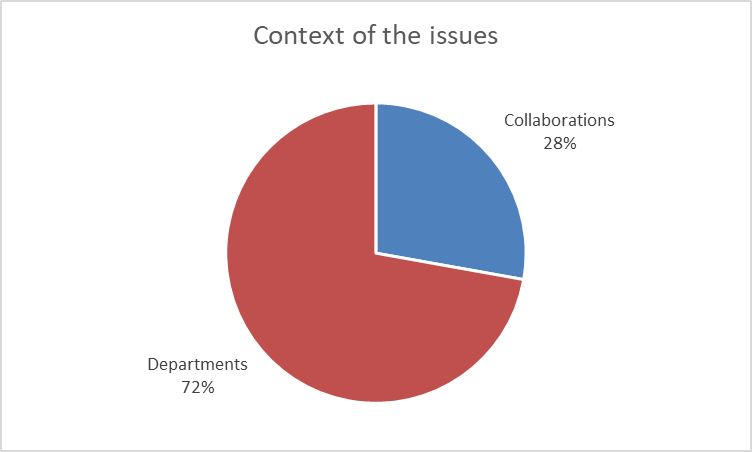 Context of the issues
Collaborations
28%
Departments
72%